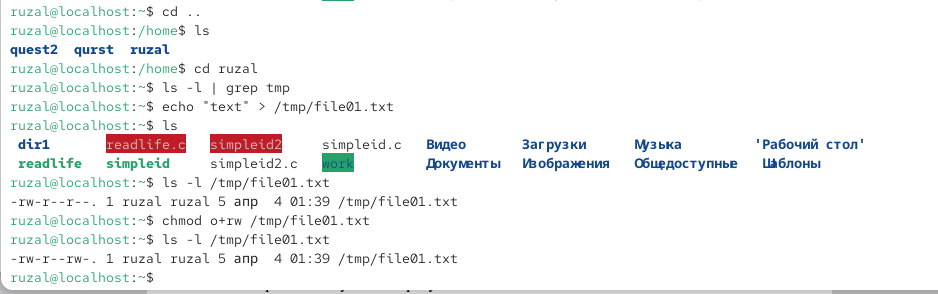 ruzal@localhost:~$ cd ..
ruzal@localhost:/home$ ls
quest2  qurst  ruzal
ruzal@localhost:/home$ cd ruzal
ruzal@localhost:~$ ls -l | grep tmp
ruzal@localhost:~$ echo "text" > /tmp/file01.txt
ruzal@localhost:~$ ls
dir1  readlife.c  simpleid2  simpleid.c  Видео  Загрузки  Музыка  'Рабочий стол'
readlife  simpleid  simpleid2.c  work  Документы  Изображения  Общедоступные  Шаблоны
ruzal@localhost:~$ ls -l /tmp/file01.txt
-rw-r--r--. 1 ruzal ruzal 5 апр  4 01:39 /tmp/file01.txt
ruzal@localhost:~$ chmod o+rw /tmp/file01.txt
ruzal@localhost:~$ ls -l /tmp/file01.txt
-rw-r--rw-. 1 ruzal ruzal 5 апр  4 01:39 /tmp/file01.txt
ruzal@localhost:~$